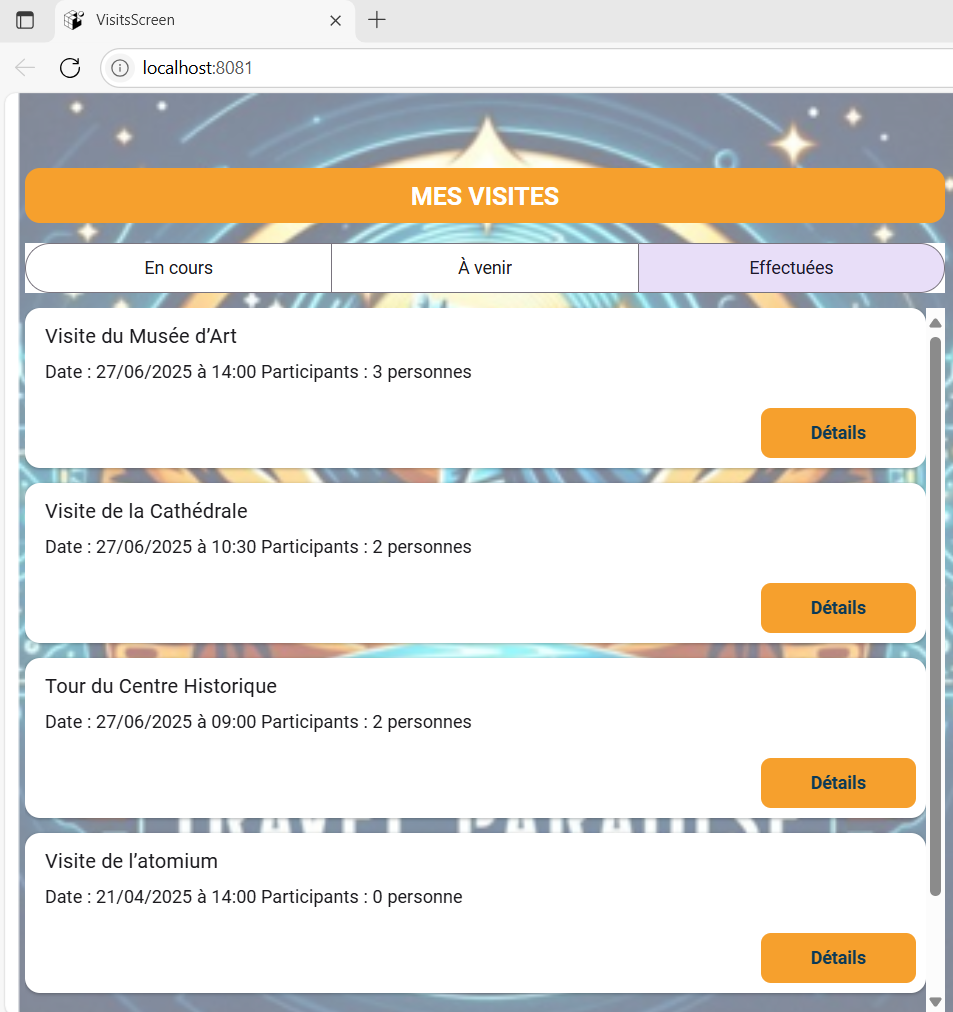 VisitsScreen
localhost:8081
MES VISITES
En cours
À venir
Effectuées
Visite du Musée d’Art
Date : 27/06/2025 à 14:00 Participants : 3 personnes
Détails
Visite de la Cathédrale
Date : 27/06/2025 à 10:30 Participants : 2 personnes
Détails
Tour du Centre Historique
Date : 27/06/2025 à 09:00 Participants : 2 personnes
Détails
Visite de l’atomium
Date : 21/04/2025 à 14:00 Participants : 0 personne
Détails